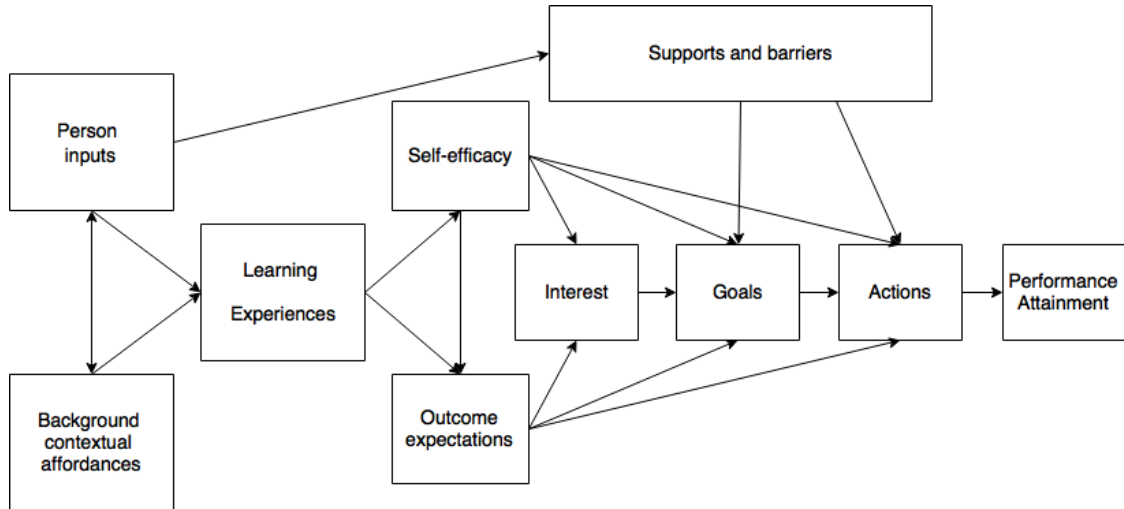 Supports and barriers
Person
inputs
Self-efficacy
Learning
Experiences
Interest
Goals
Actions
Performance
Attainment
Background
contextual
affordances
Outcome
expectations